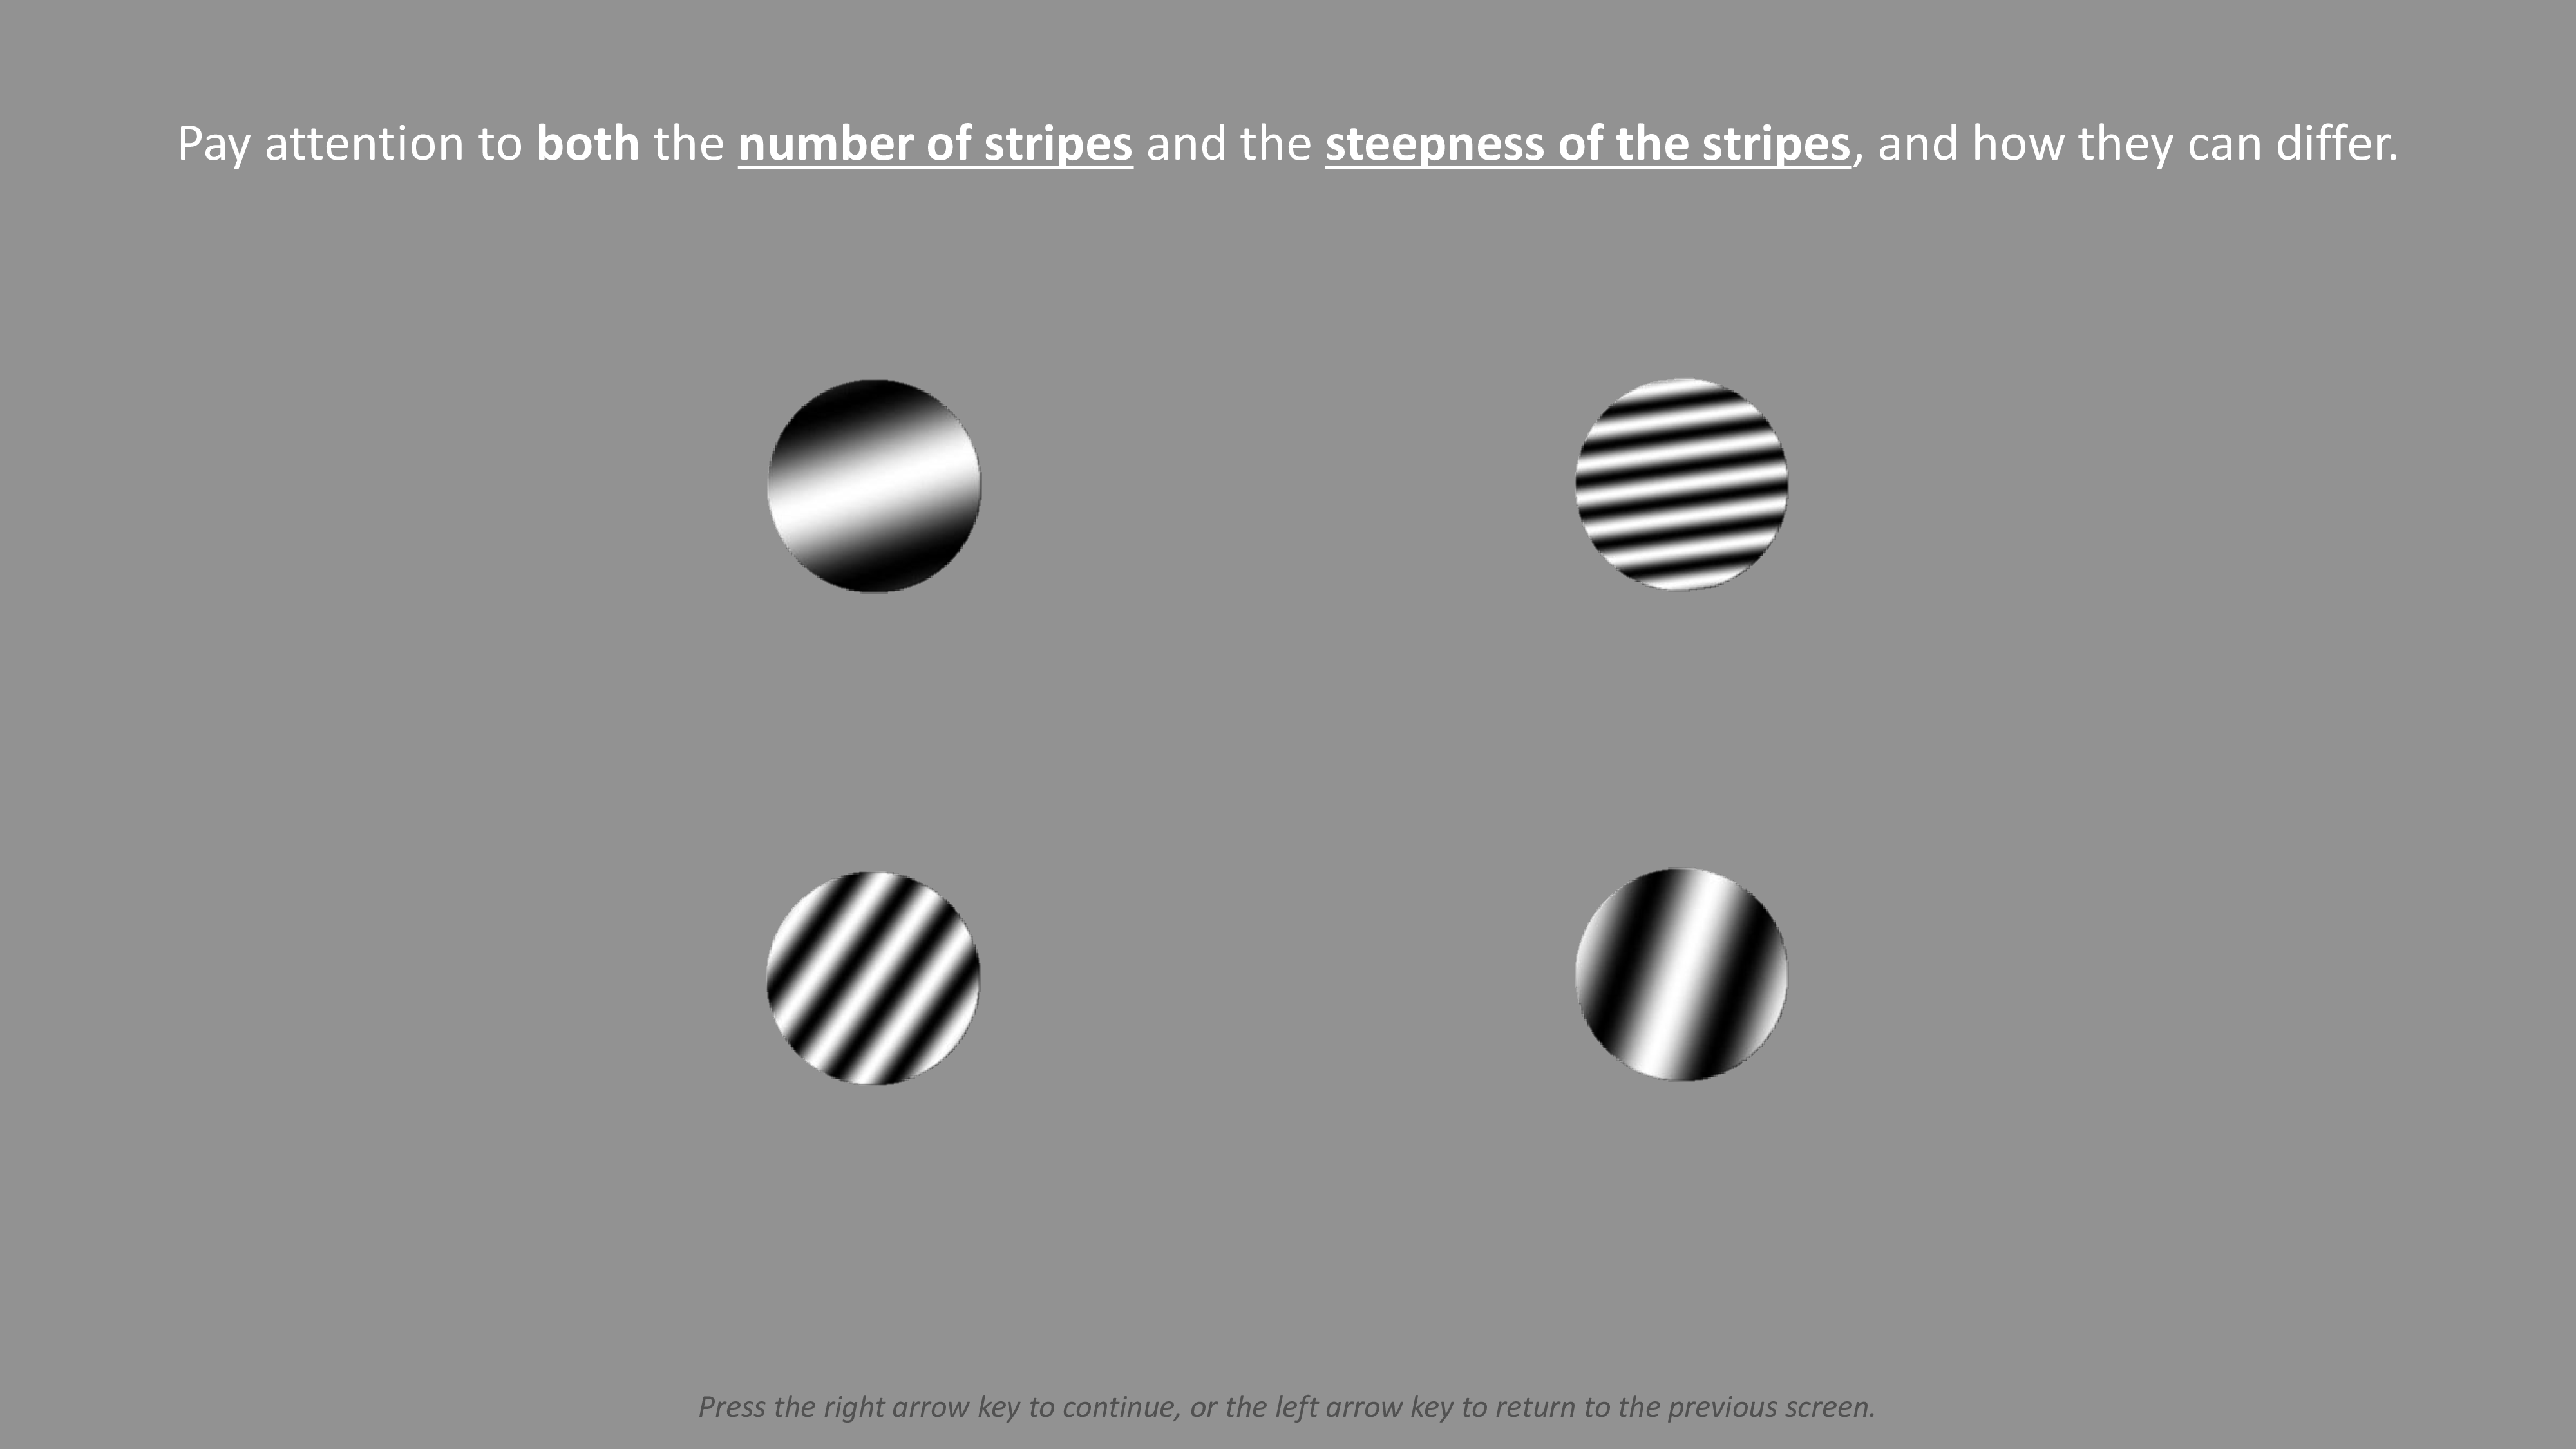 Pay attention to both the number of stripes and the steepness of the stripes, and how they can differ.
Press the right arrow key to continue, or the left arrow key to return to the previous screen.